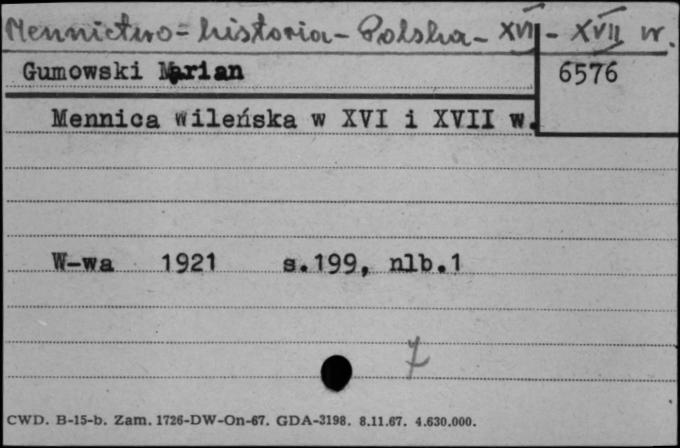 Mennictwo - historia - Polska - XVI - XVII w.
Gumowski Marian
6576
Mennica wileńska w XVI i XVII w.
W-wa 1921 s.199, nlb.1
7
CWD. B-15-b. Zam. 1726-DW-On-67. GDA-3198. 8.11.67. 4.630.000.